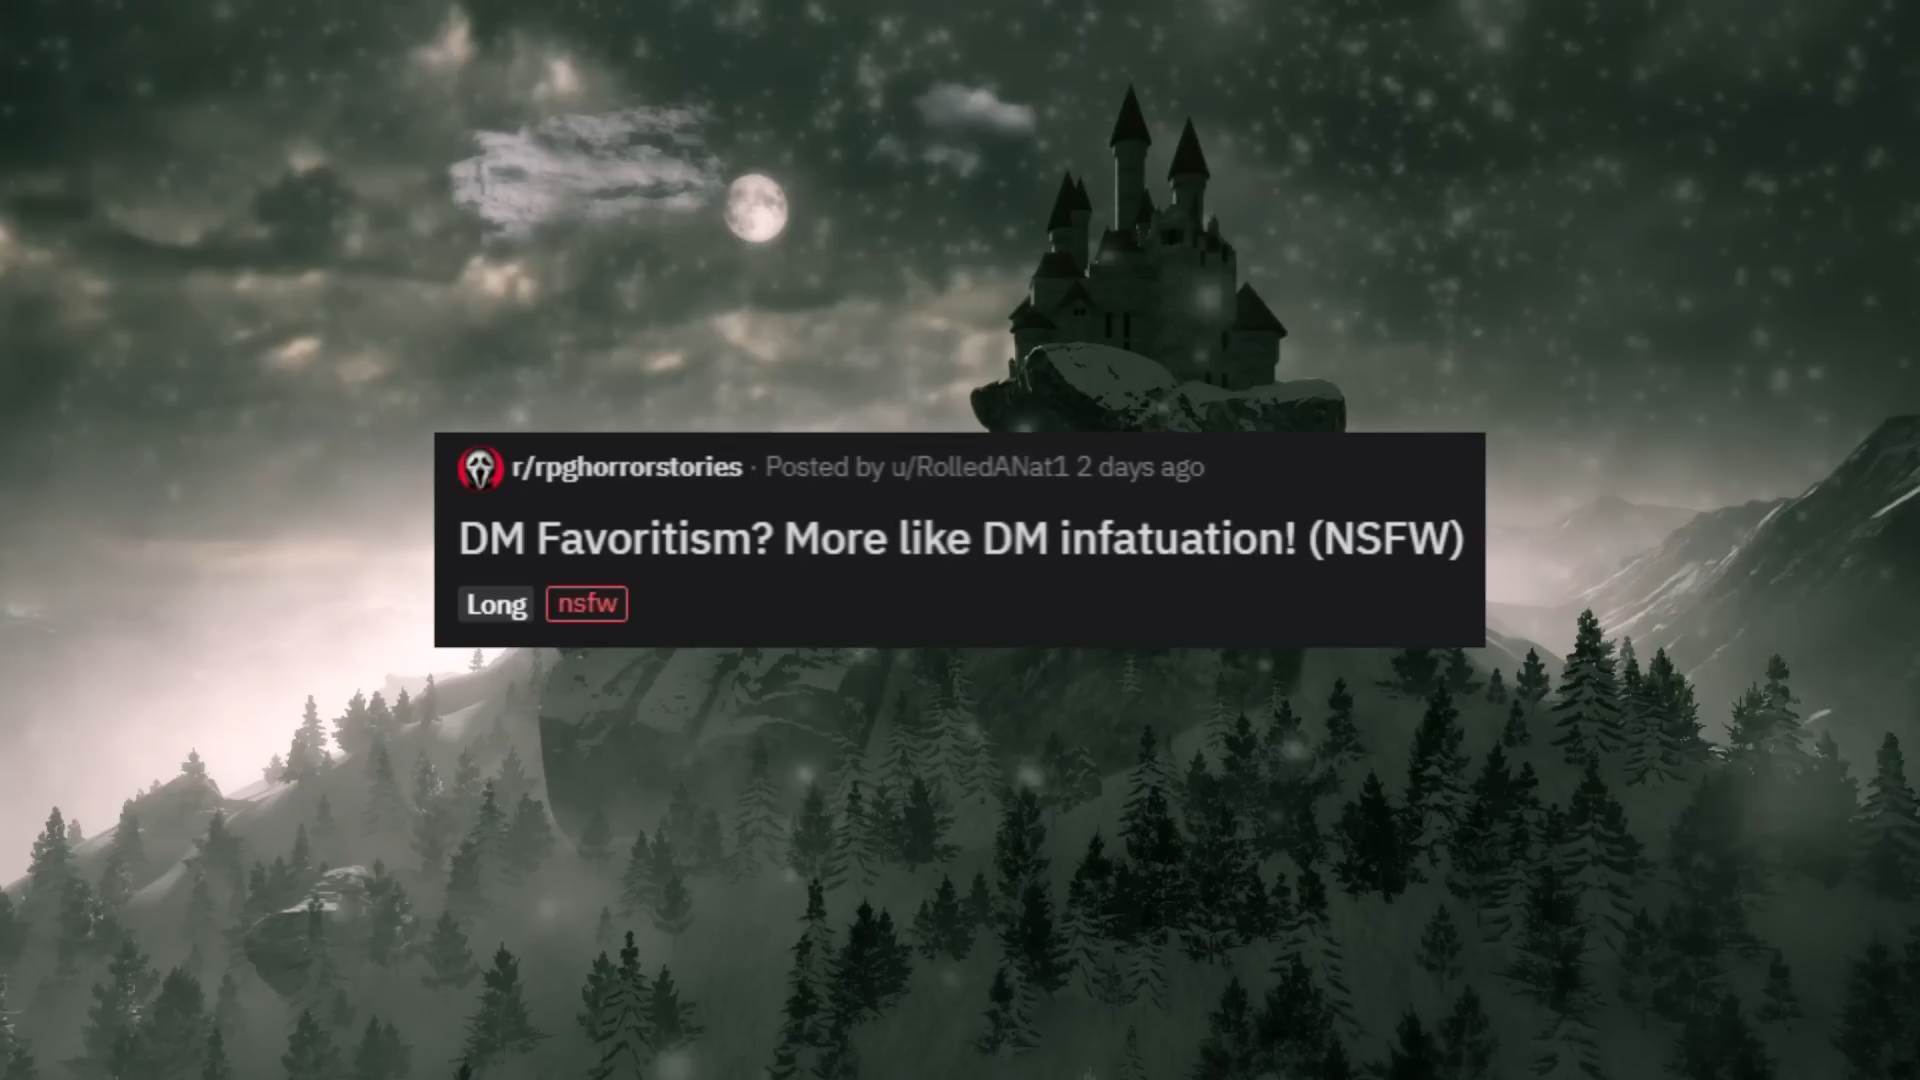 r/rpghorrorstories · Posted by u/RolledANat1 2 days ago
DM Favoritism? More like DM infatuation! (NSFW)
Long nsfw